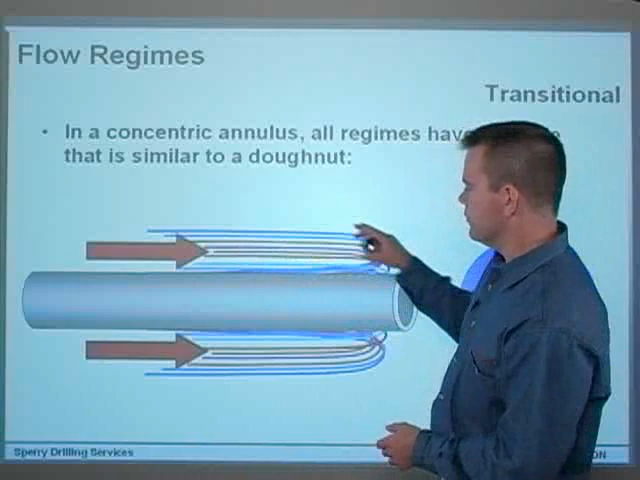 Flow Regimes
Transitional
• In a concentric annulus, all regimes have
that is similar to a doughnut:
Sperry Drilling Services